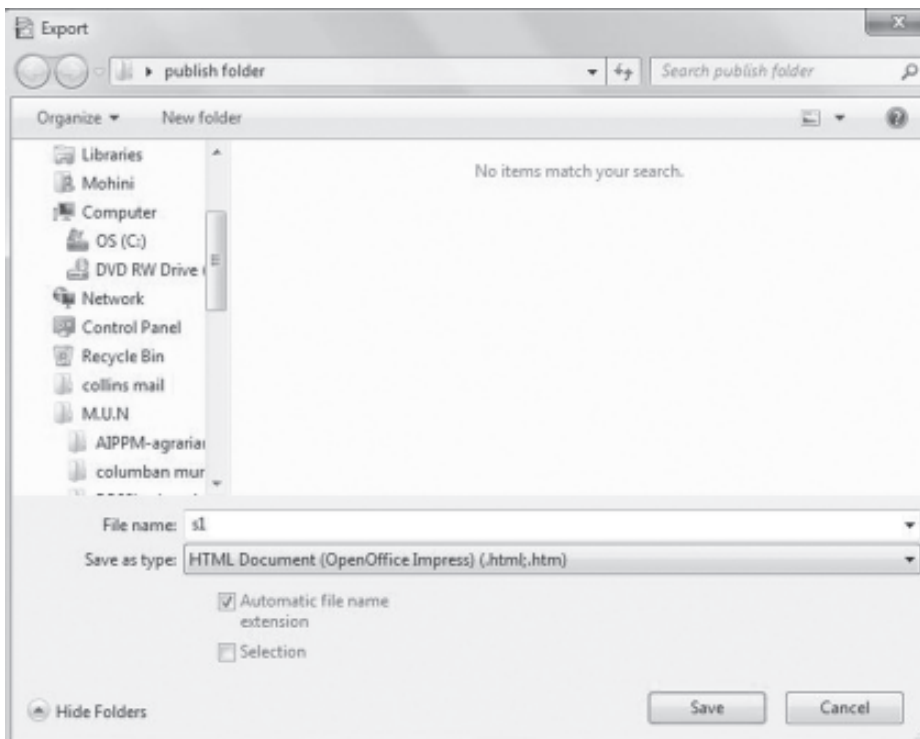 Export
publish folder
Search publish folder
Organize
New folder
Libraries
Mohini
Computer
OS (C:)
DVD RW Drive (
Network
Control Panel
Recycle Bin
collins mail
M.U.N
AIPPM-agrarian
columban mur
No items match your search.
File name: s1
Save as type: HTML Document (OpenOffice Impress) (.html;.htm)
Automatic file name
extension
Selection
Hide Folders
Save
Cancel